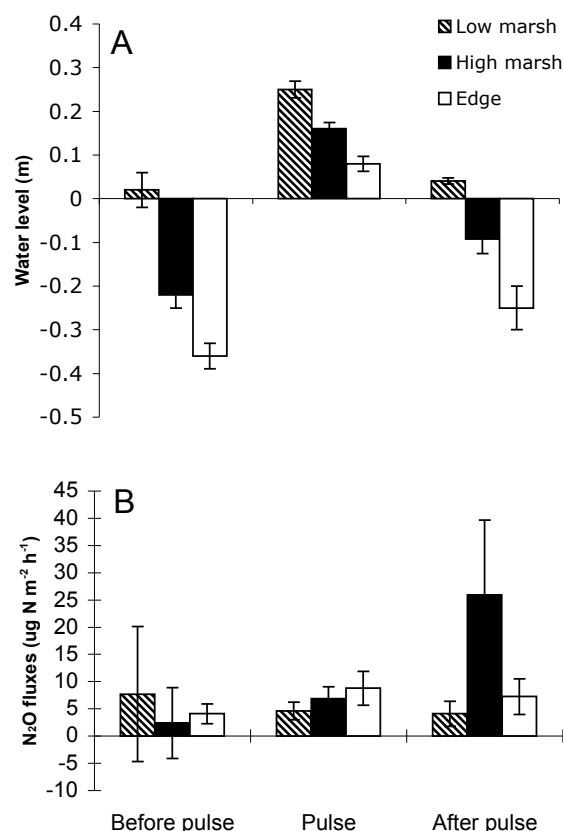 A
Low marsh
High marsh
Edge
Water level (m)
0.4
0.3
0.2
0.1
0
-0.1
-0.2
-0.3
-0.4
-0.5
B
N₂O fluxes (ug N m⁻² h⁻¹)
45
40
35
30
25
20
15
10
5
0
-5
-10
Before pulse Pulse After pulse